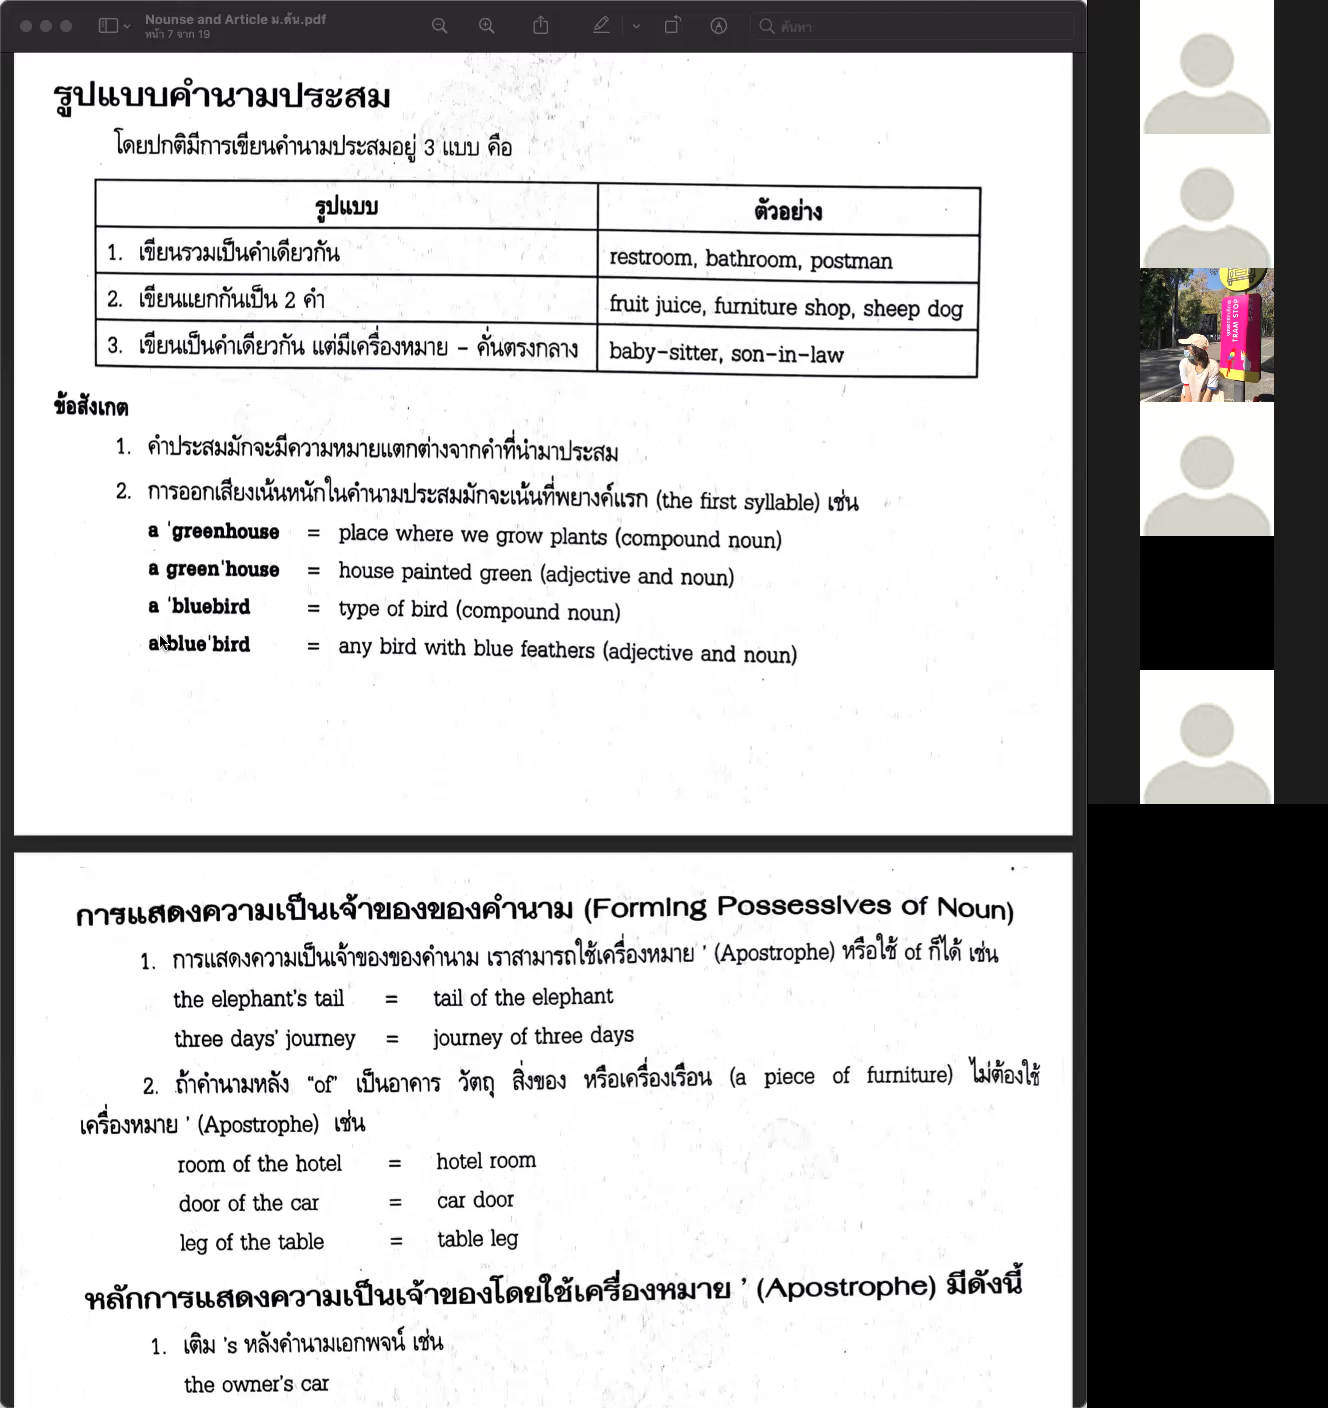 Nounse and Article ม.ต้น.pdf
หน้า 7 จาก 19
ค้นหา
รูปแบบคำนามประสม
โดยปกติมีการเขียนคำนามประสมอยู่ 3 แบบ คือ
รูปแบบ ตัวอย่าง
1. เขียนรวมเป็นคำเดียวกัน restroom, bathroom, postman
2. เขียนแยกกันเป็น 2 คำ fruit juice, furniture shop, sheep dog
3. เขียนเป็นคำเดียวกัน แต่มีเครื่องหมาย - คั่นตรงกลาง baby-sitter, son-in-law
ข้อสังเกต
1. คำประสมมักจะมีความหมายแตกต่างจากคำที่นำมาประสม
2. การออกเสียงเน้นหนักในคำนามประสมมักจะเน้นที่พยางค์แรก (the first syllable) เช่น
a 'greenhouse = place where we grow plants (compound noun)
a green'house = house painted green (adjective and noun)
a 'bluebird = type of bird (compound noun)
a blue'bird = any bird with blue feathers (adjective and noun)
การแสดงความเป็นเจ้าของของคำนาม (Forming Possessives of Noun)
1. การแสดงความเป็นเจ้าของของคำนาม เราสามารถใช้เครื่องหมาย ' (Apostrophe) หรือใช้ of ก็ได้ เช่น
the elephant's tail = tail of the elephant
three days' journey = journey of three days
2. ถ้าคำนามหลัง "of" เป็นอาคาร วัตถุ สิ่งของ หรือเครื่องเรือน (a piece of furniture) ไม่ต้องใช้
เครื่องหมาย ' (Apostrophe) เช่น
room of the hotel = hotel room
door of the car = car door
leg of the table = table leg
หลักการแสดงความเป็นเจ้าของโดยใช้เครื่องหมาย ' (Apostrophe) มีดังนี้
1. เติม 's หลังคำนามเอกพจน์ เช่น
the owner's car
TRAM STOP